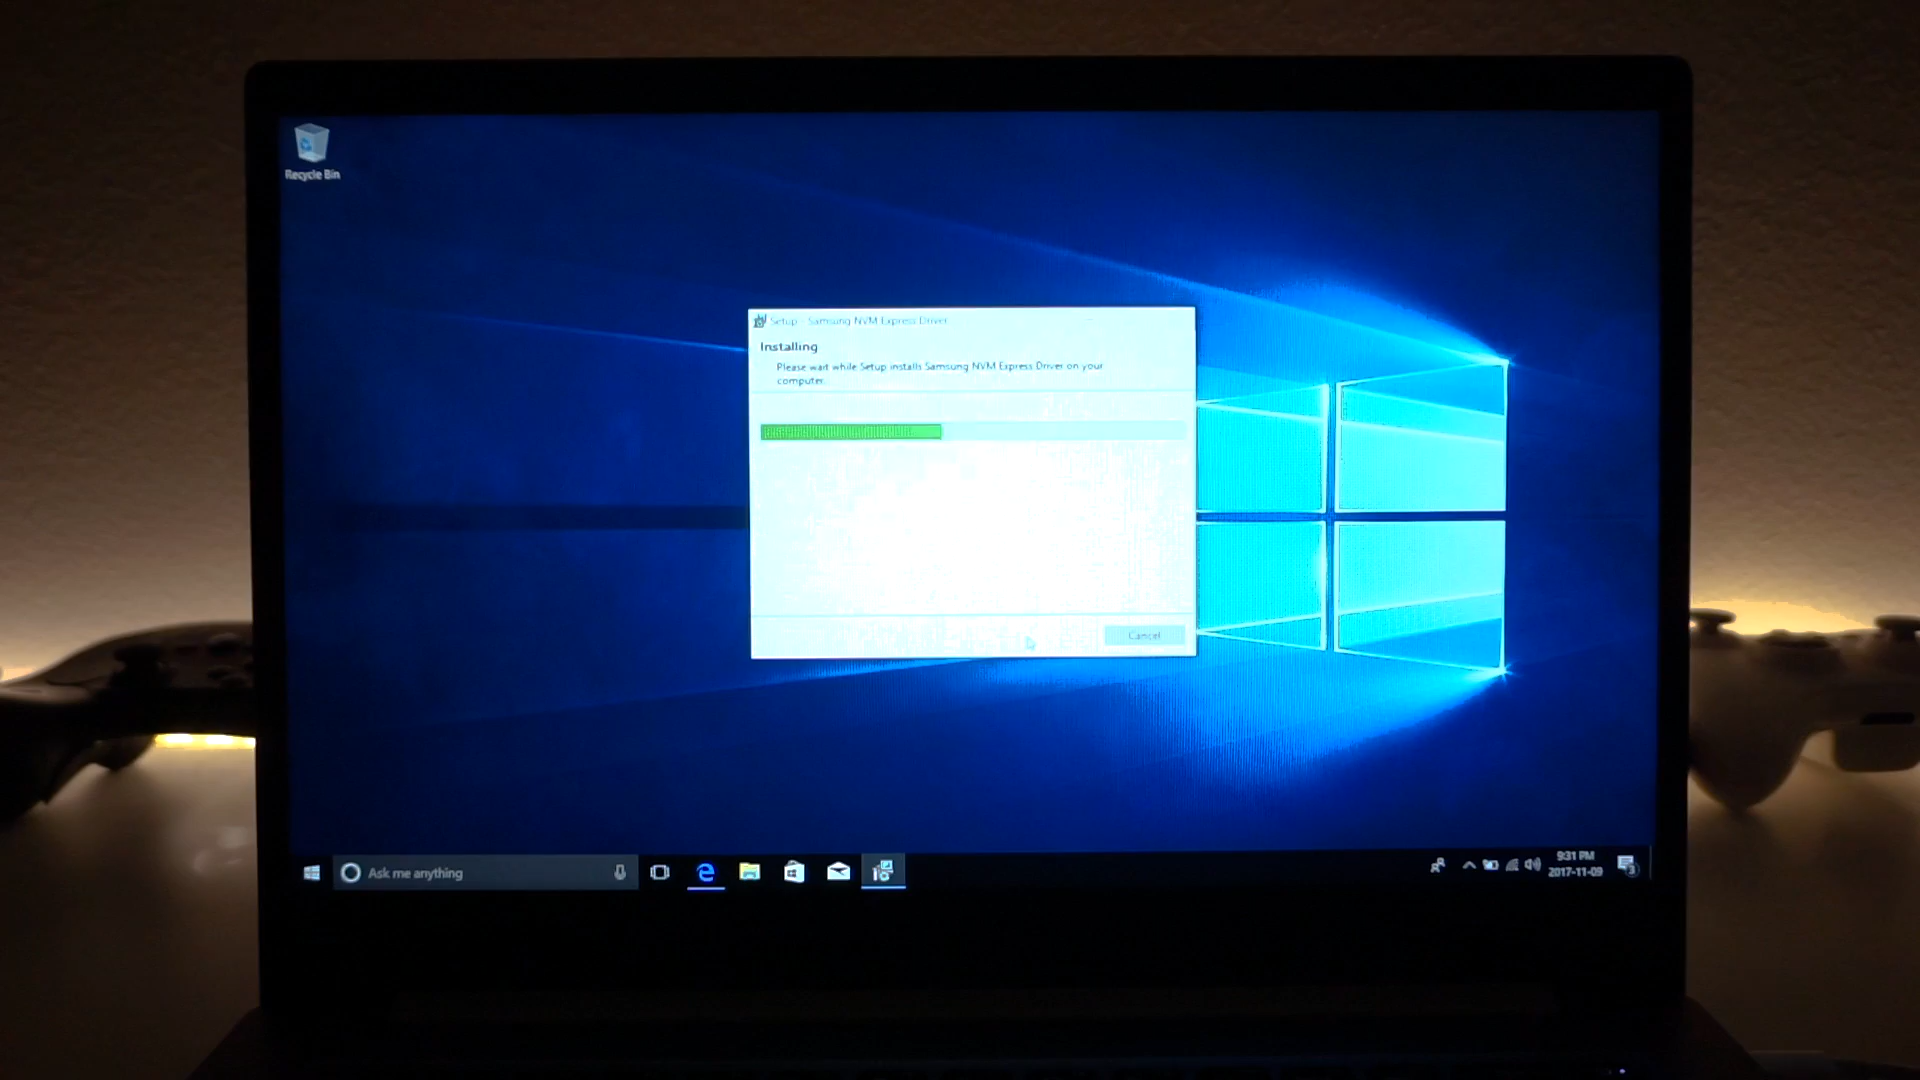 Recycle Bin
Setup - Samsung NVM Express Driver
Installing
Please wait while Setup installs Samsung NVM Express Driver on your
computer.
Cancel
Ask me anything
9:31 PM
2017-11-09
3